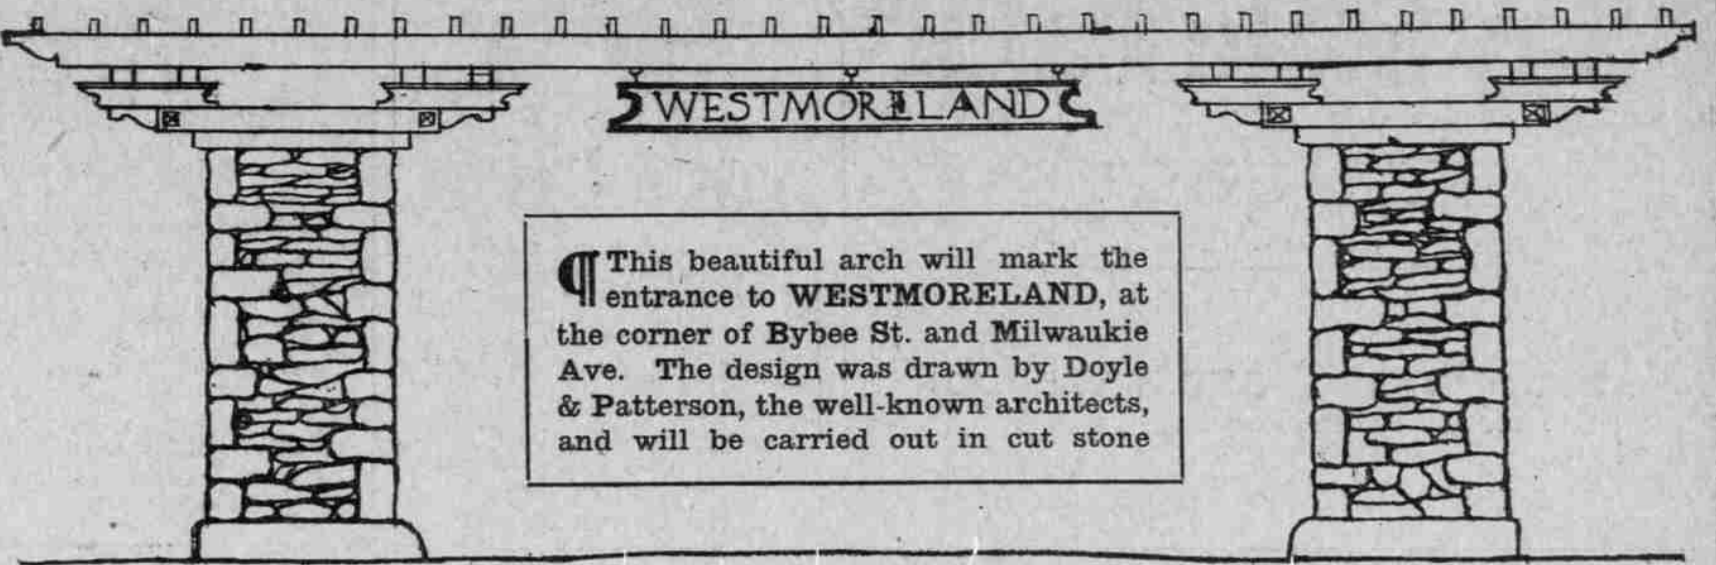 WESTMORELAND
¶ This beautiful arch will mark the
entrance to WESTMORELAND, at
the corner of Bybee St. and Milwaukie
Ave. The design was drawn by Doyle
& Patterson, the well-known architects,
and will be carried out in cut stone